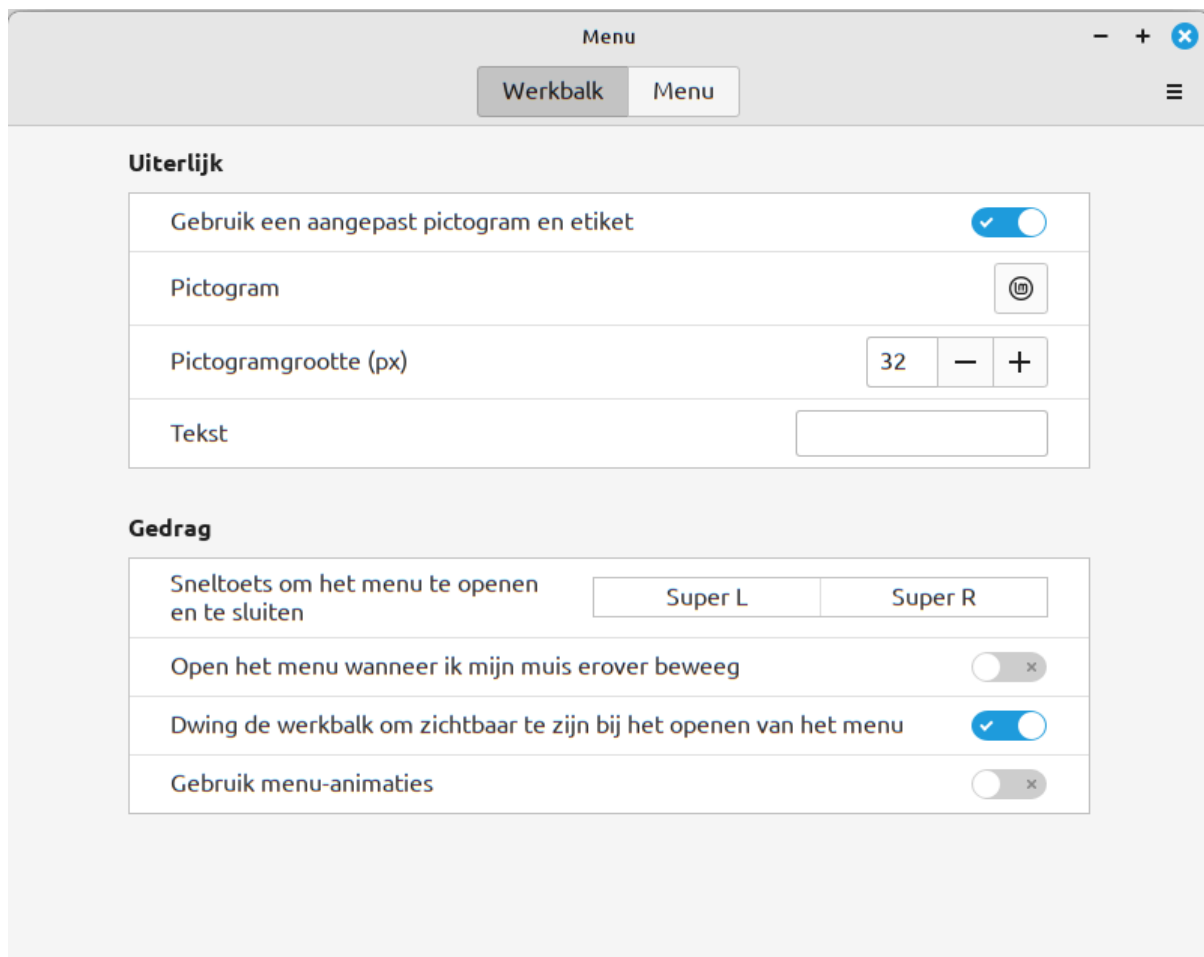 Menu
Werkbalk Menu
Uiterlijk
Gebruik een aangepast pictogram en etiket
Pictogram
Pictogramgrootte (px) 32
Tekst
Gedrag
Sneltoets om het menu te openen
en te sluiten
Super L Super R
Open het menu wanneer ik mijn muis erover beweeg
Dwing de werkbalk om zichtbaar te zijn bij het openen van het menu
Gebruik menu-animaties